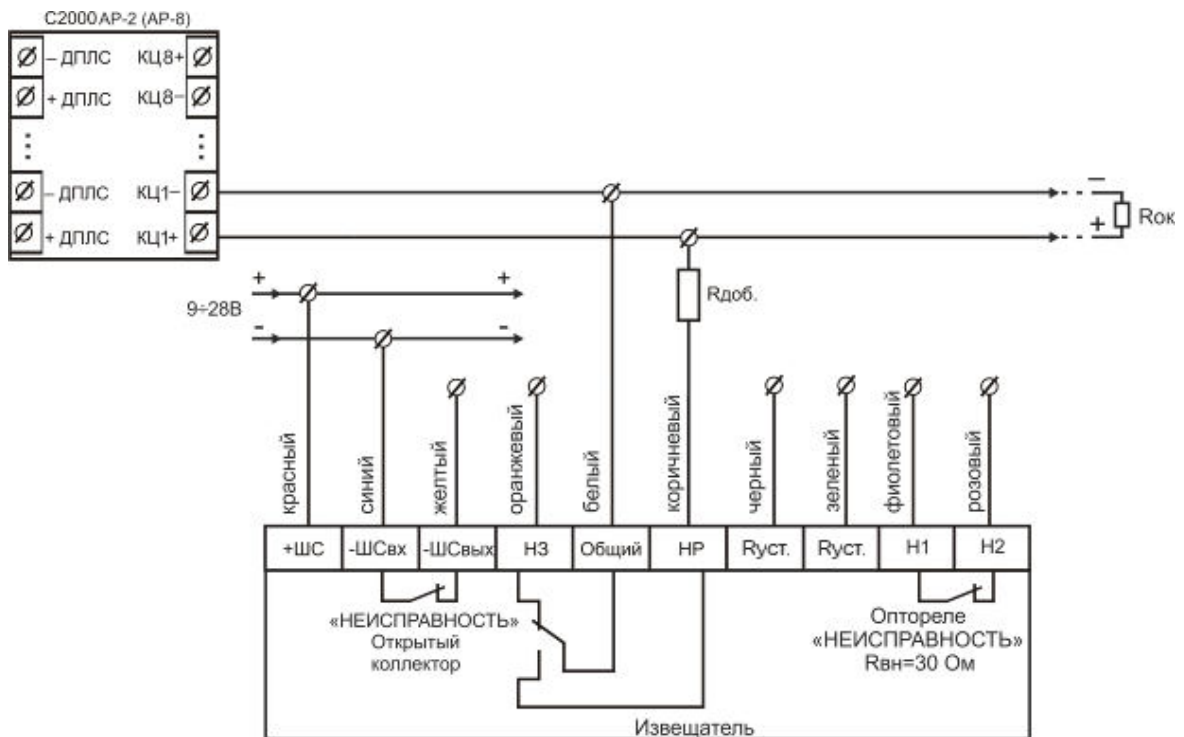 С2000 АР-2 (АР-8)
– ДПЛС КЦ8+
+ ДПЛС КЦ8–
– ДПЛС КЦ1–
+ ДПЛС КЦ1+
–
+
Rок
+ +
9÷28В
- -
Rдоб.
красный
синий
желтый
оранжевый
белый
коричневый
черный
зеленый
фиолетовый
розовый
+ШС -ШСвх -ШСвых НЗ Общий НР Rуст. Rуст. Н1 Н2
«НЕИСПРАВНОСТЬ»
Открытый
коллектор
Оптореле
«НЕИСПРАВНОСТЬ»
Rвн=30 Ом
Извещатель